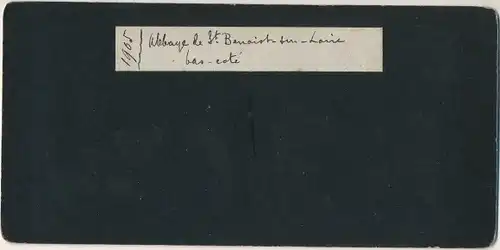 1905
Abbaye de St. Benoist-sur-Loire
bas-coté